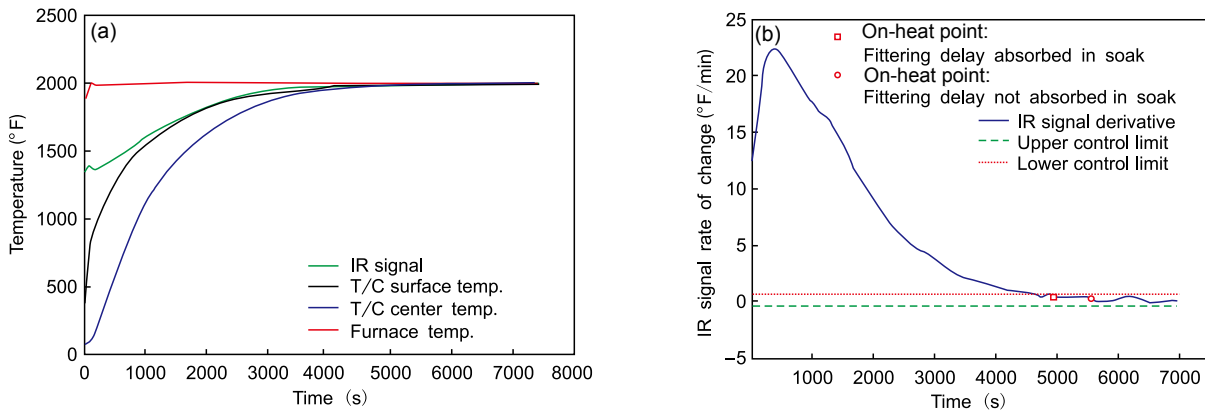 (a)
Temperature (°F)
2500
2000
1500
1000
500
0
IR signal
T/C surface temp.
T/C center temp.
Furnace temp.
0 1000 2000 3000 4000 5000 6000 7000 8000
Time (s)
(b)
IR signal rate of change (°F/min)
25
20
15
10
5
0
−5
On-heat point:
Fittering delay absorbed in soak
On-heat point:
Fittering delay not absorbed in soak
IR signal derivative
Upper control limit
Lower control limit
1000 2000 3000 4000 5000 6000 7000
Time (s)